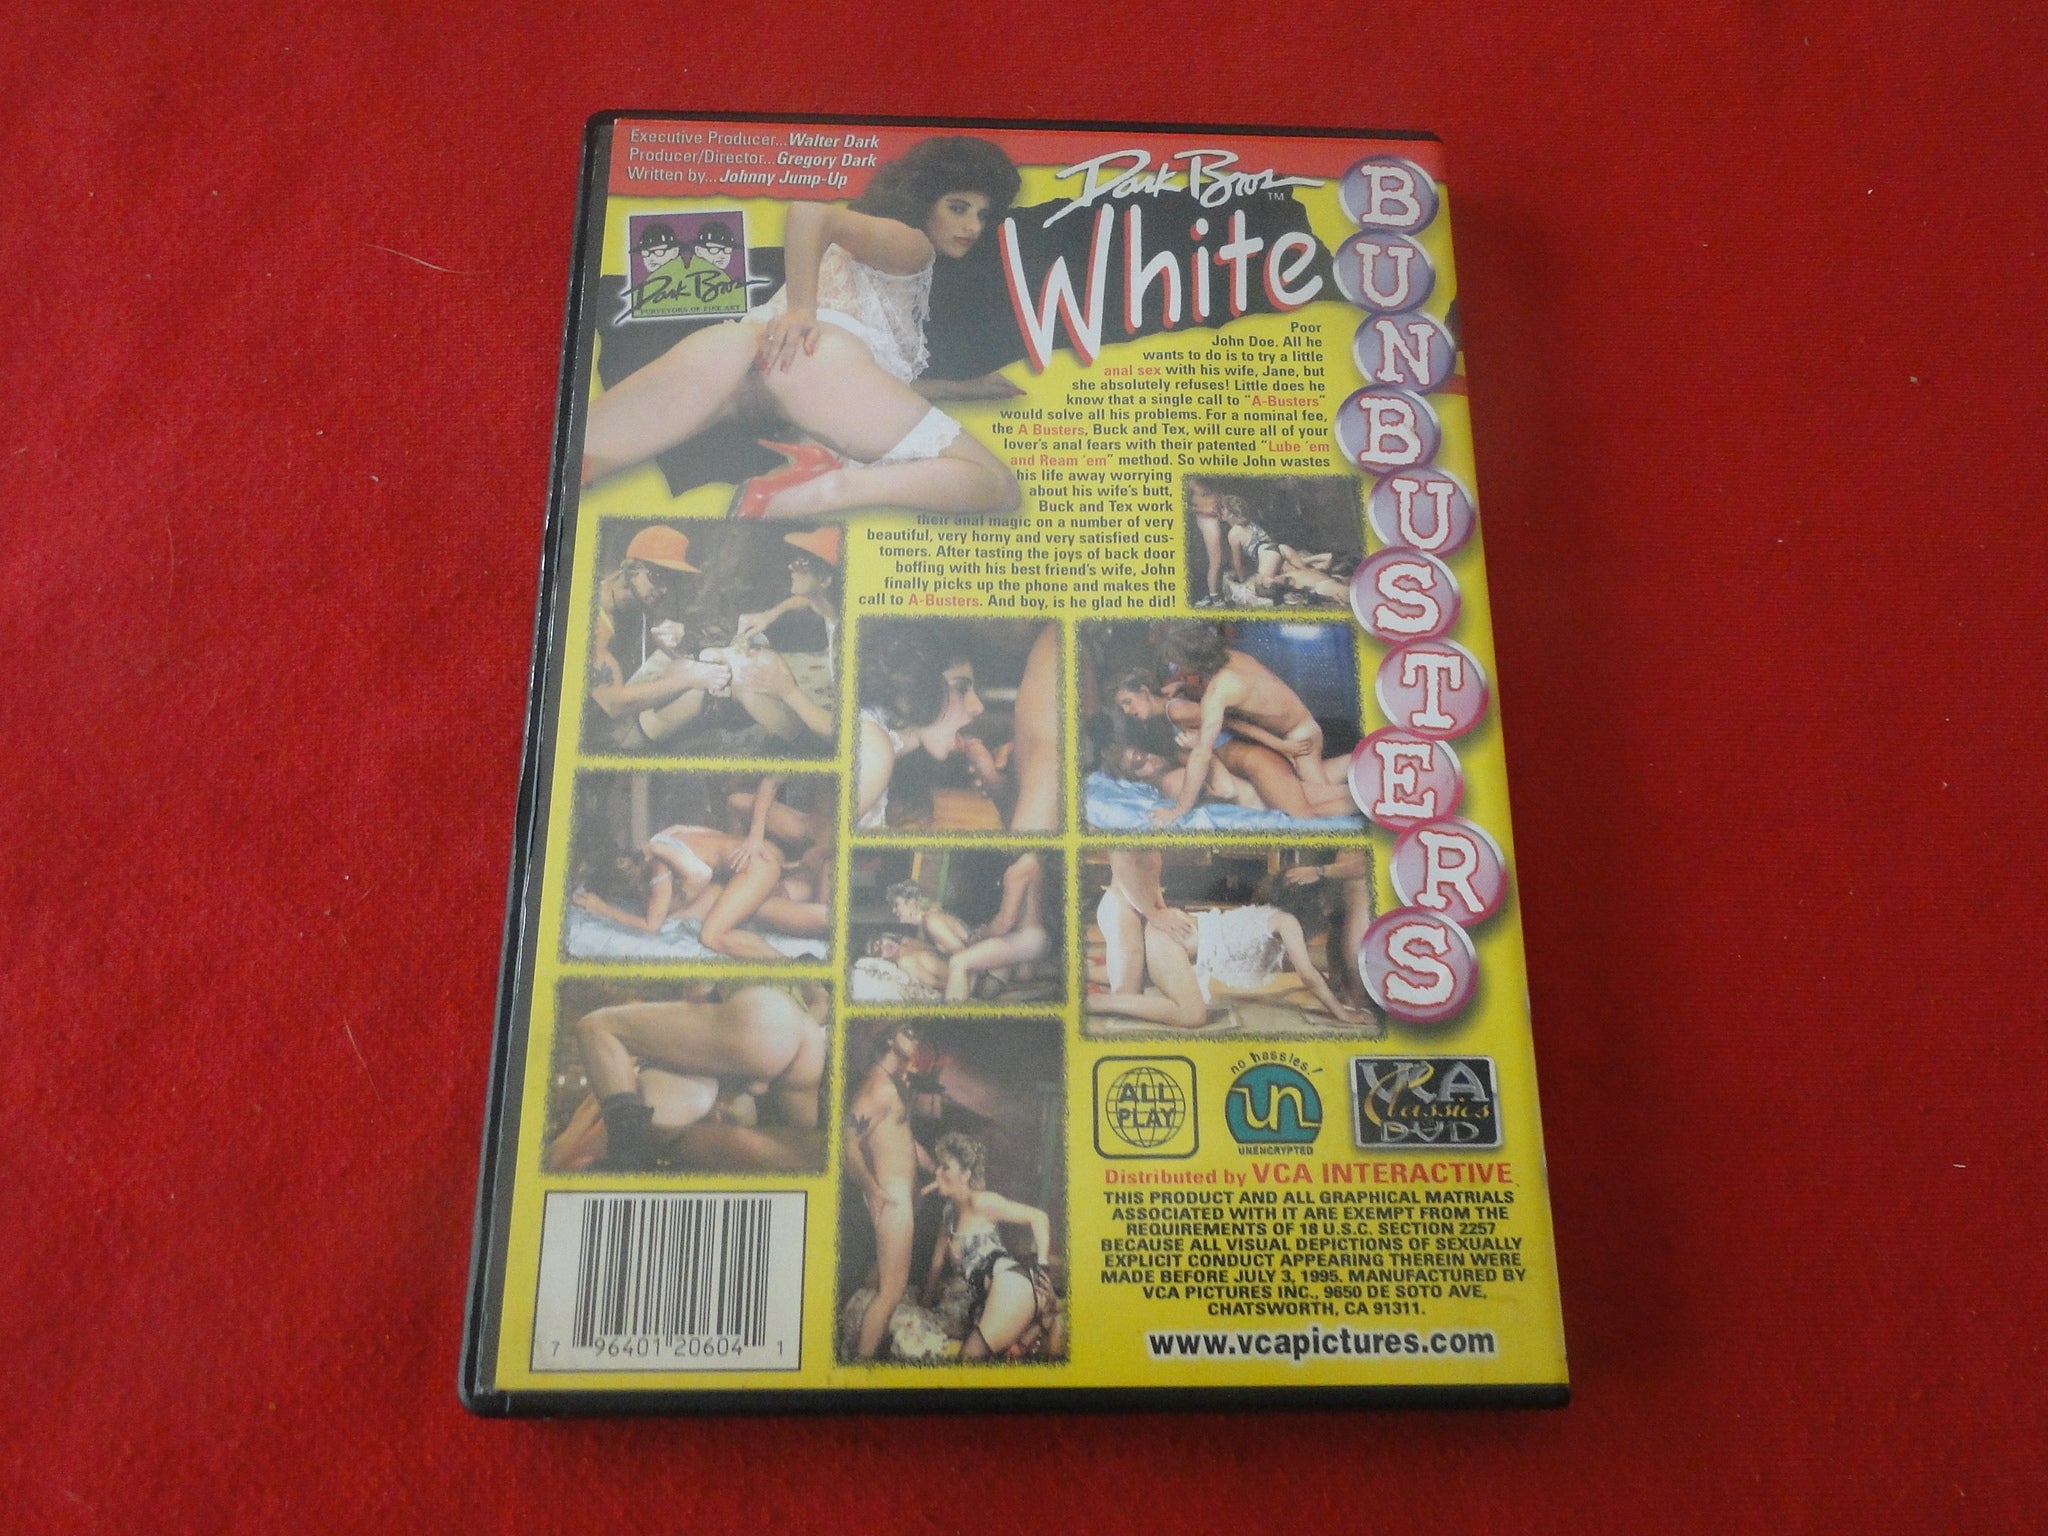 Executive Producer...Walter Dark
Producer/Director...Gregory Dark
Written by...Johnny Jump-Up
Dark Bros
PURVEYORS OF FINE ART
Dark Bros TM
White
BUNBUSTERS
Poor
John Doe. All he
wants to do is to try a little
anal sex with his wife, Jane, but
she absolutely refuses! Little does he
know that a single call to "A-Busters"
would solve all his problems. For a nominal fee,
the A Busters, Buck and Tex, will cure all of your
lover's anal fears with their patented "Lube 'em
and Ream 'em" method. So while John wastes
his life away worrying
about his wife's butt,
Buck and Tex work
their anal magic on a number of very
beautiful, very horny and very satisfied cus-
tomers. After tasting the joys of back door
boffing with his best friend's wife, John
finally picks up the phone and makes the
call to A-Busters. And boy, is he glad he did!
ALL
PLAY
no hassles!
un
UNENCRYPTED
VCA
Classics
DVD
Distributed by VCA INTERACTIVE
THIS PRODUCT AND ALL GRAPHICAL MATRIALS
ASSOCIATED WITH IT ARE EXEMPT FROM THE
REQUIREMENTS OF 18 U.S.C. SECTION 2257
BECAUSE ALL VISUAL DEPICTIONS OF SEXUALLY
EXPLICIT CONDUCT APPEARING THEREIN WERE
MADE BEFORE JULY 3, 1995. MANUFACTURED BY
VCA PICTURES INC., 9650 DE SOTO AVE,
CHATSWORTH, CA 91311.
www.vcapictures.com
7 96401 20604 1